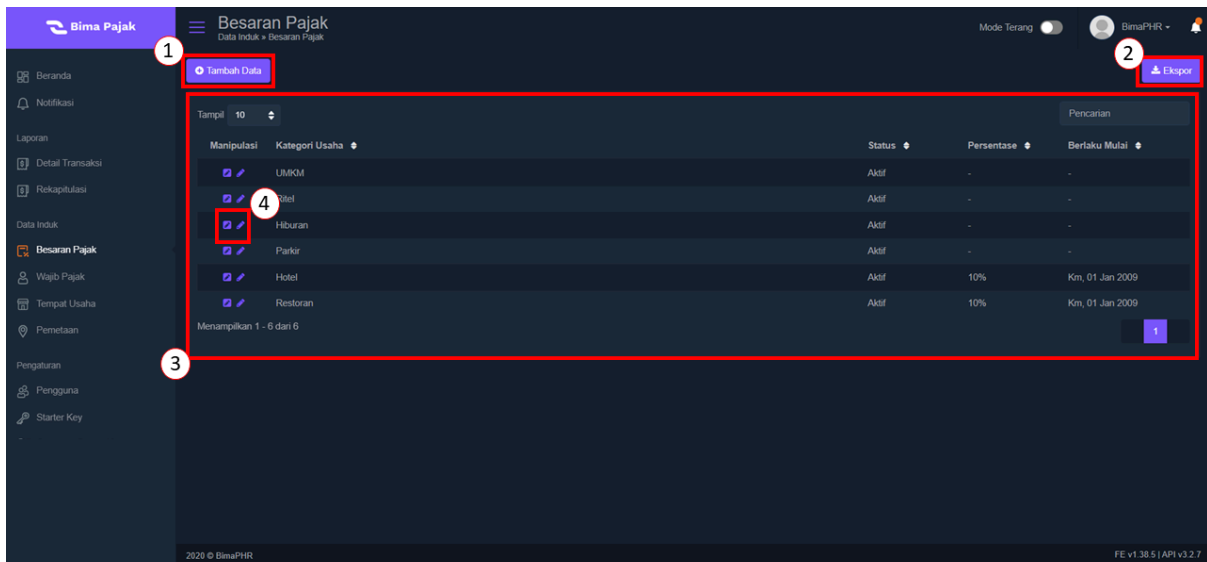 Bima Pajak
Besaran Pajak
Data Induk » Besaran Pajak
Mode Terang
BimaPHR
1
2
Tambah Data
Ekspor
Beranda
Notifikasi
Laporan
Detail Transaksi
Rekapitulasi
Data Induk
Besaran Pajak
Wajib Pajak
Tempat Usaha
Pemetaan
Pengaturan
Pengguna
Starter Key
Tampil 10
Pencarian
Manipulasi Kategori Usaha Status Persentase Berlaku Mulai
UMKM Aktif - -
Ritel Aktif - -
4
Hiburan Aktif - -
Parkir Aktif - -
Hotel Aktif 10% Km, 01 Jan 2009
Restoran Aktif 10% Km, 01 Jan 2009
Menampilkan 1 - 6 dari 6
1
3
2020 © BimaPHR
FE v1.38.5 | API v3.2.7